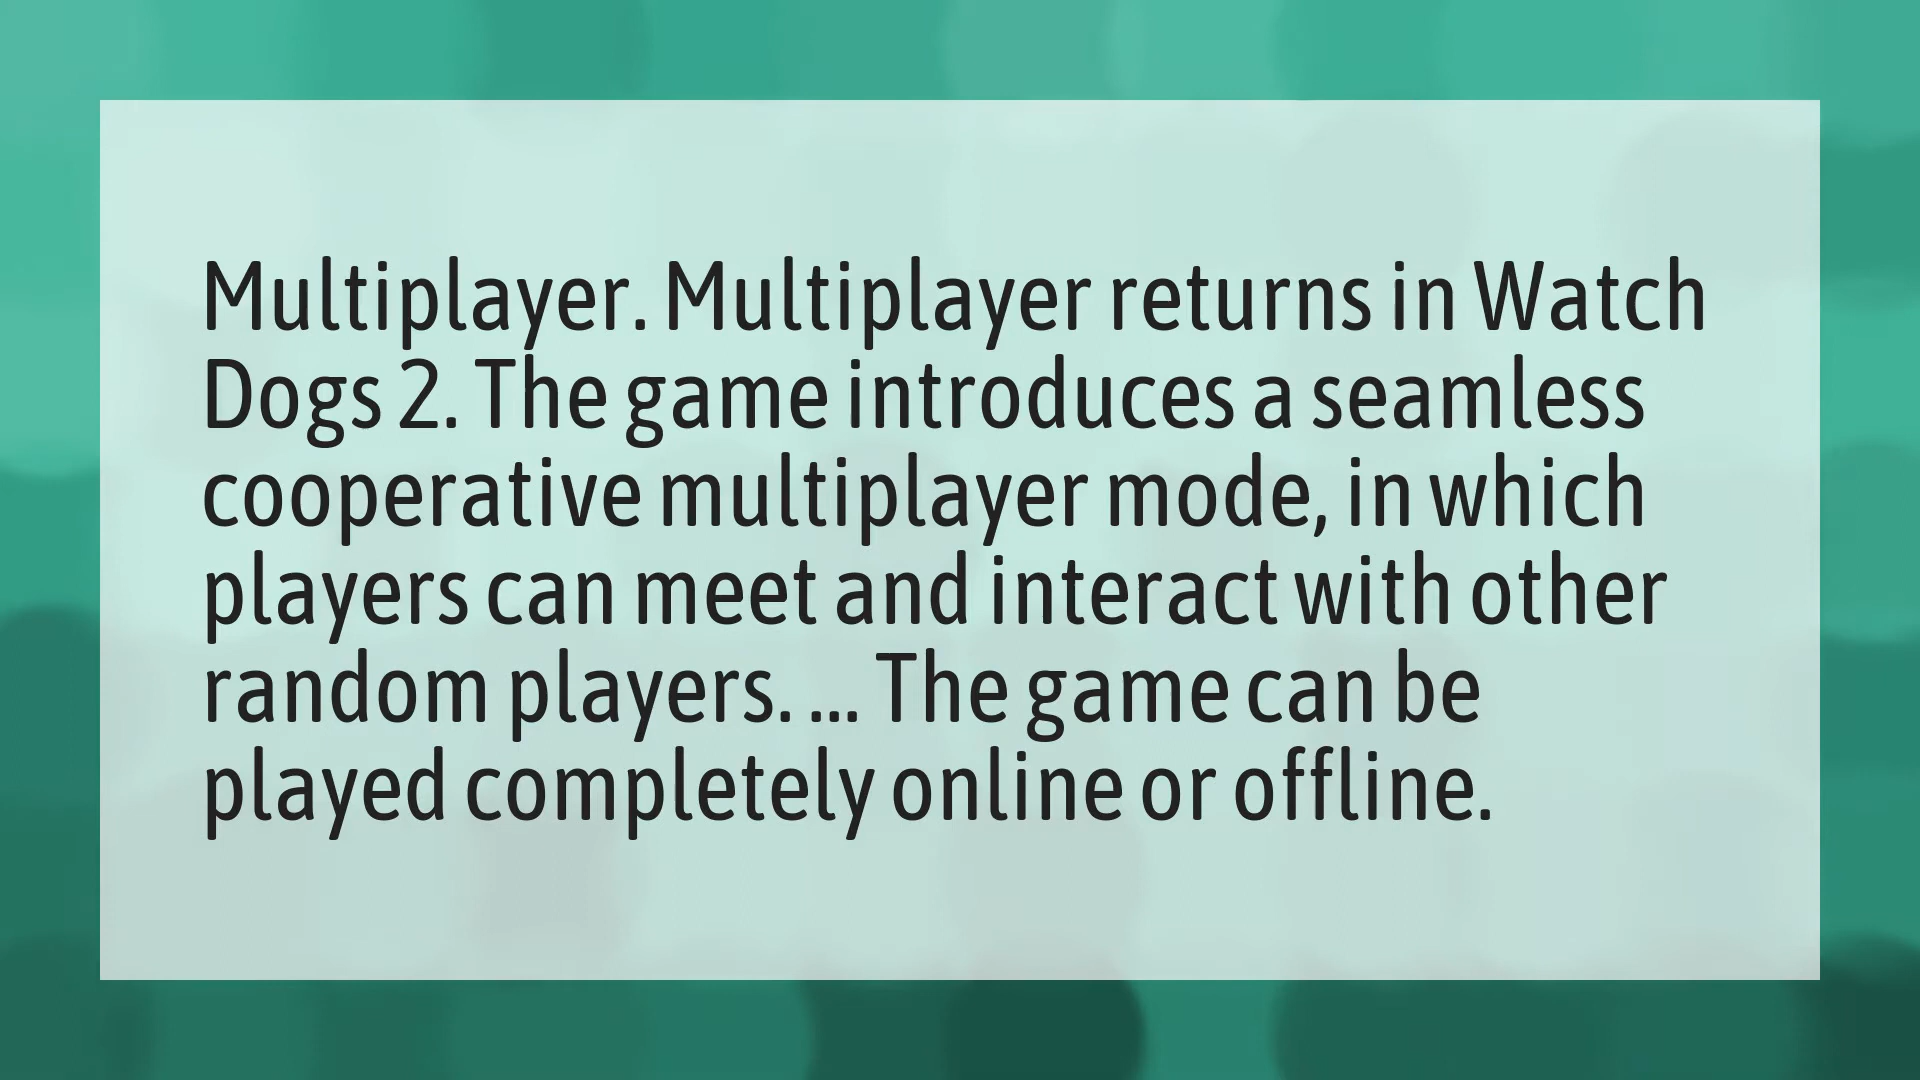 Multiplayer. Multiplayer returns in Watch
Dogs 2. The game introduces a seamless
cooperative multiplayer mode, in which
players can meet and interact with other
random players. ... The game can be
played completely online or offline.